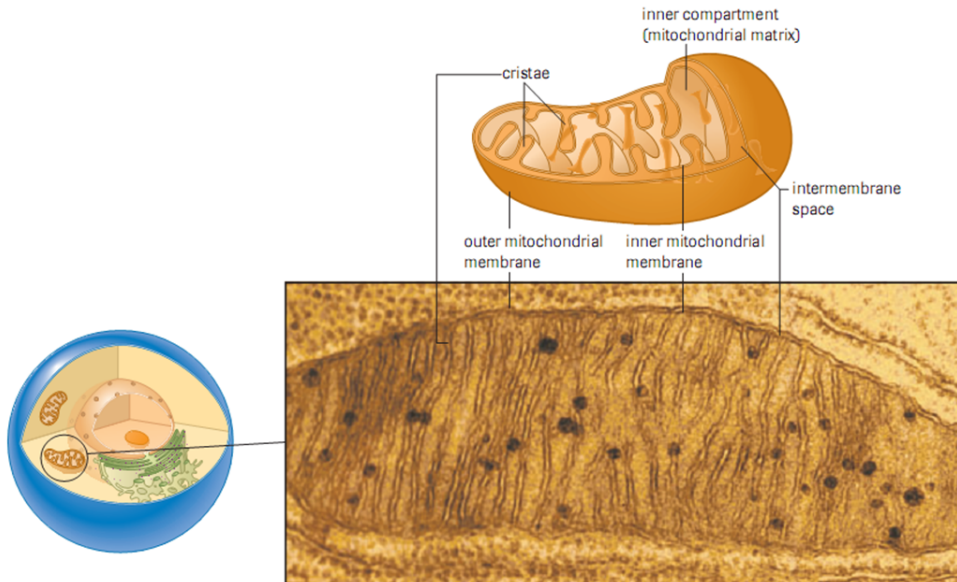 inner compartment
(mitochondrial matrix)
cristae
intermembrane
space
outer mitochondrial
membrane
inner mitochondrial
membrane